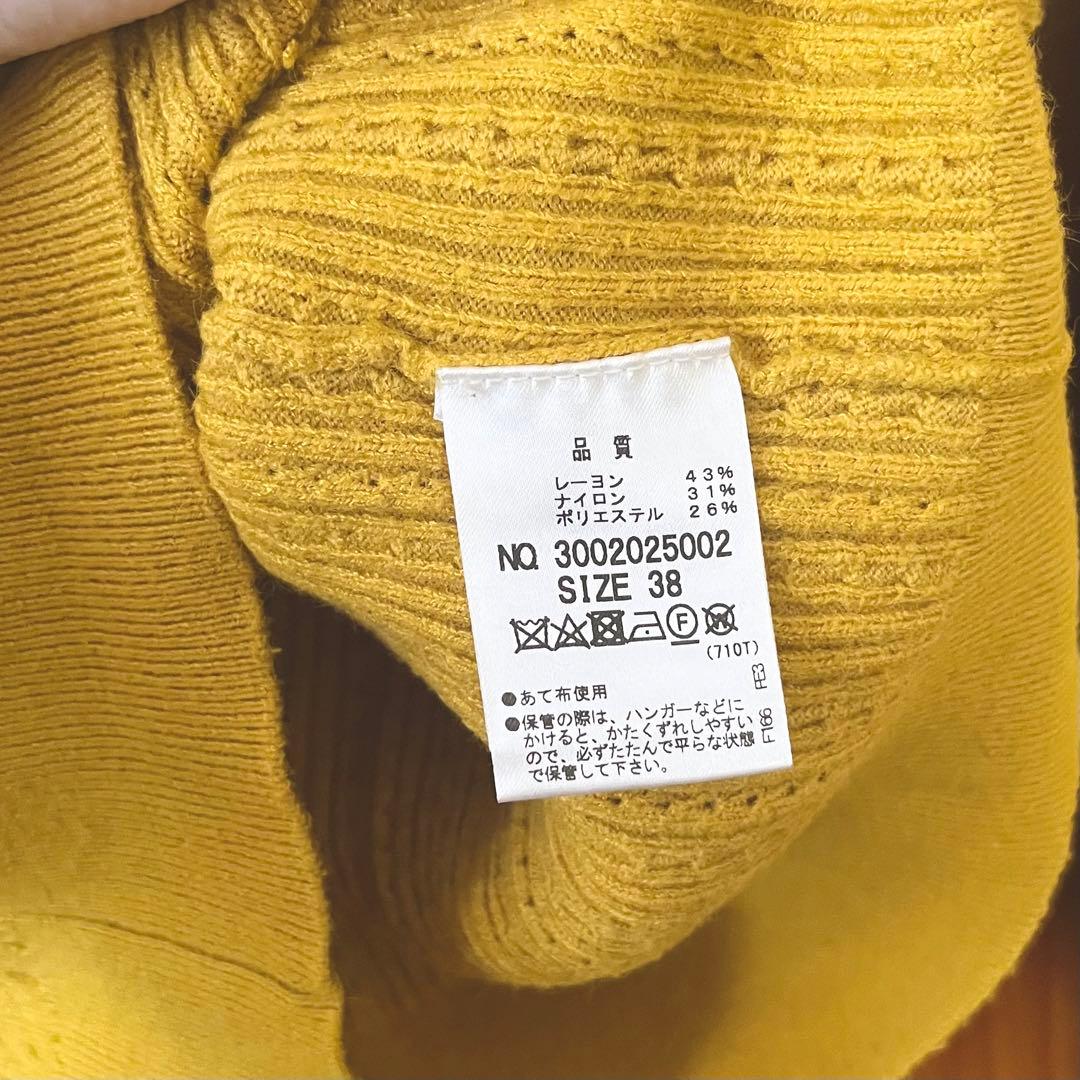 品 質
レーヨン 43%
ナイロン 31%
ポリエステル 26%
NO. 3002025002
SIZE 38
F W
(710T)
●あて布使用
●保管の際は、ハンガーなどに
かけると、かたくずれしやすい
ので、必ずたたんで平らな状態
で保管して下さい。
F186